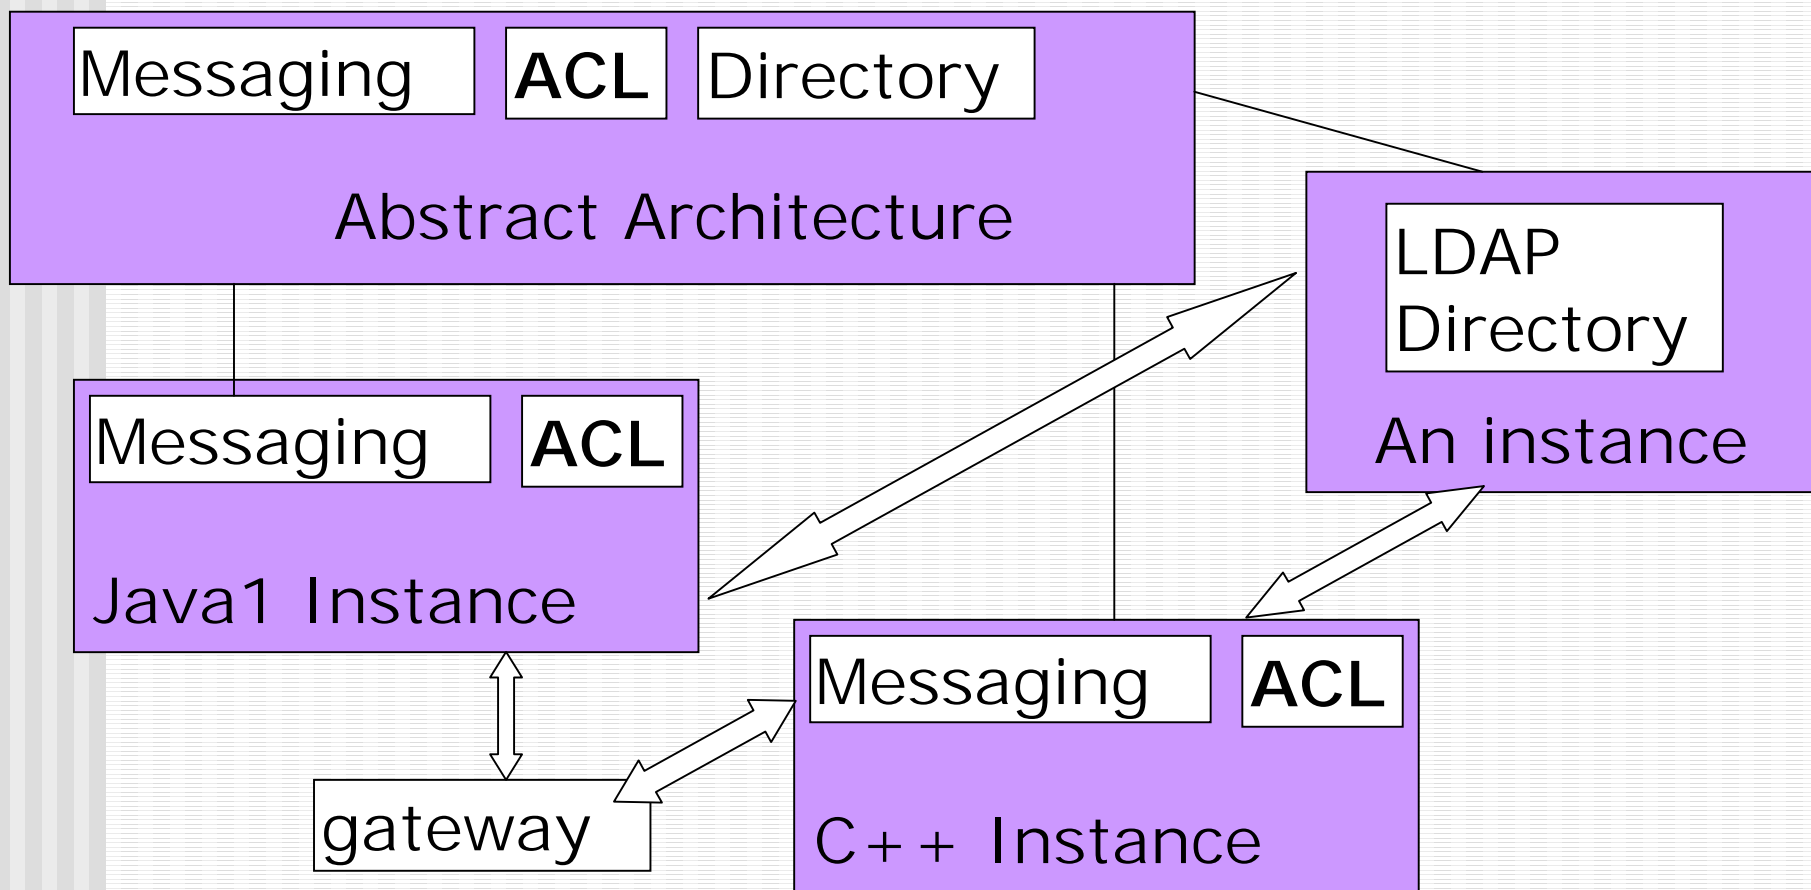 Messaging ACL Directory
Abstract Architecture
LDAP
Directory
An instance
Messaging ACL
Java1 Instance
Messaging ACL
C++ Instance
gateway